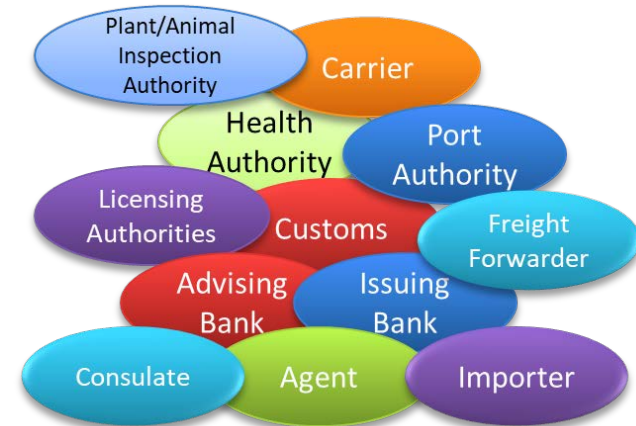 Plant/Animal
Inspection
Authority
Carrier
Health
Authority
Port
Authority
Licensing
Authorities
Customs
Freight
Forwarder
Advising
Bank
Issuing
Bank
Consulate
Agent
Importer